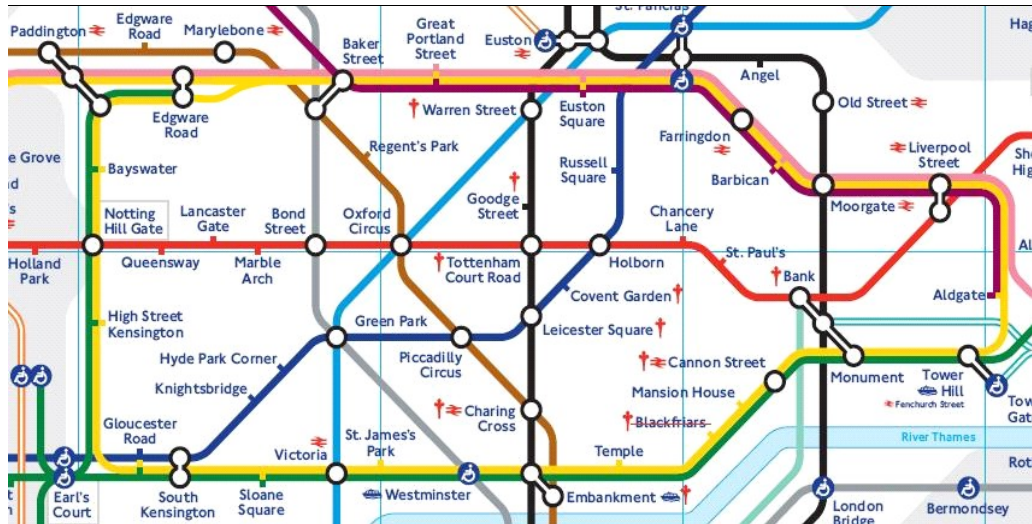 Paddington
Edgware
Road
Marylebone
Baker
Street
Great
Portland
Street
Euston
St. Pancras
Angel
Old Street
Edgware
Road
Warren Street
Euston
Square
Farringdon
Liverpool
Street
Regent's Park
Russell
Square
Barbican
Moorgate
e Grove
Bayswater
Goodge
Street
Notting
Hill Gate
Lancaster
Gate
Bond
Street
Oxford
Circus
Chancery
Lane
Holland
Park
Queensway
Marble
Arch
Tottenham
Court Road
Holborn
St. Paul's
Bank
Covent Garden
Aldgate
High Street
Kensington
Green Park
Leicester Square
Hyde Park Corner
Piccadilly
Circus
Cannon Street
Monument
Tower
Hill
Fenchurch Street
Knightsbridge
Mansion House
Charing
Cross
Blackfriars
Gloucester
Road
Victoria
St. James's
Park
Temple
River Thames
Earl's
Court
South
Kensington
Sloane
Square
Westminster
Embankment
London
Bridge
Bermondsey